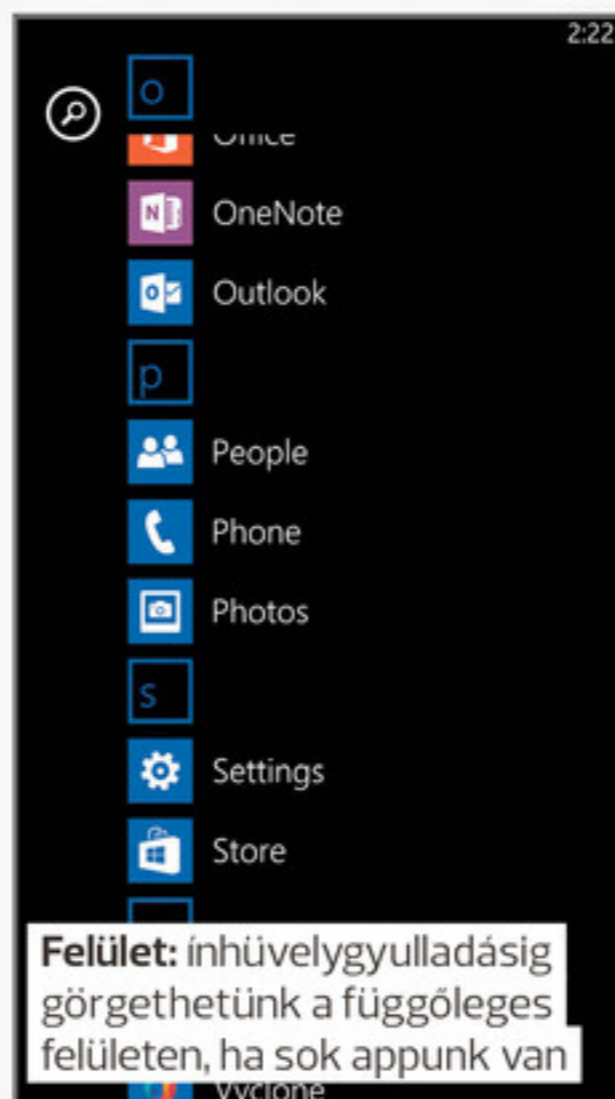 2:22
o
Office
OneNote
Outlook
p
People
Phone
Photos
s
Settings
Store
Felület: ínhüvelygyulladásig
görgethetünk a függőleges
felületen, ha sok appunk van
Vyclone